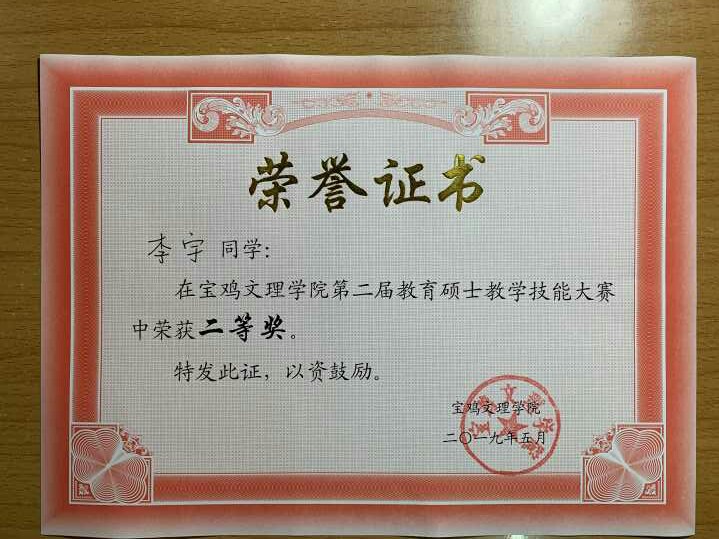 荣誉证书
李宇 同学：
在宝鸡文理学院第二届教育硕士教学技能大赛
中荣获二等奖。
特发此证，以资鼓励。
宝鸡文理学院
二〇一九年五月